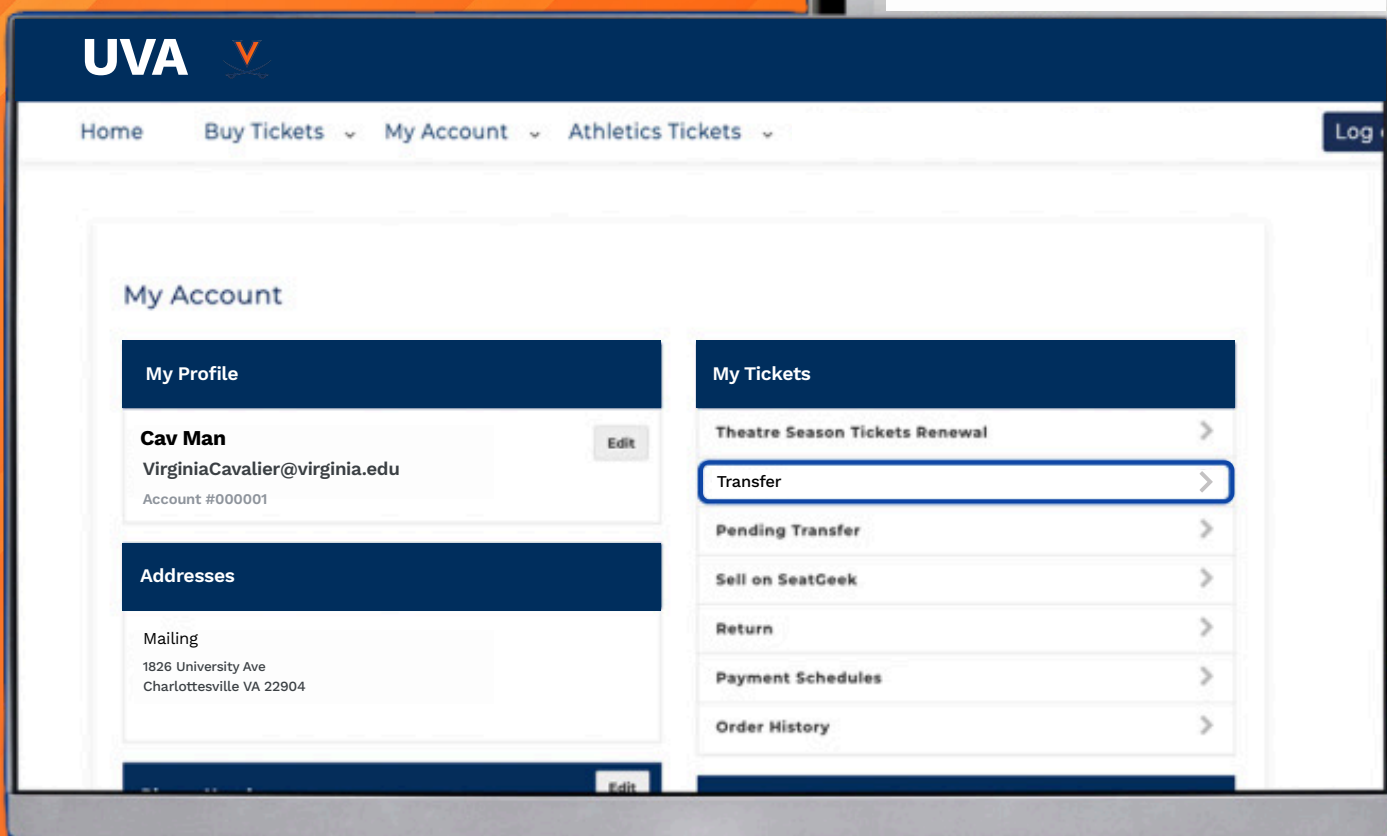 UVA
Home Buy Tickets My Account Athletics Tickets
Log
My Account
My Profile
Cav Man
Edit
VirginiaCavalier@virginia.edu
Account #000001
Addresses
Mailing
1826 University Ave
Charlottesville VA 22904
Edit
My Tickets
Theatre Season Tickets Renewal
Transfer
Pending Transfer
Sell on SeatGeek
Return
Payment Schedules
Order History